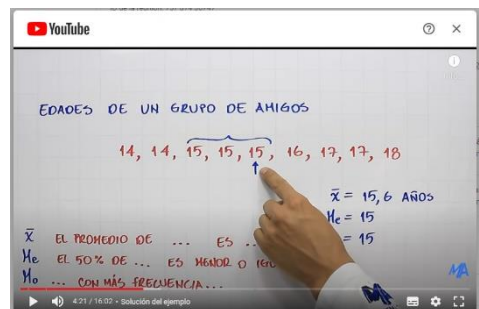 YouTube
EDADES DE UN GRUPO DE AMIGOS
14, 14, 15, 15, 15, 16, 17, 17, 18
x̄ = 15,6 AÑOS
Me = 15
= 15
x̄ EL PROMEDIO DE ... ES ..
Me EL 50% DE ... ES MENOR O
Mo ... CON MÁS FRECUENCIA...
MA
4:21 / 16:02 • Solución del ejemplo